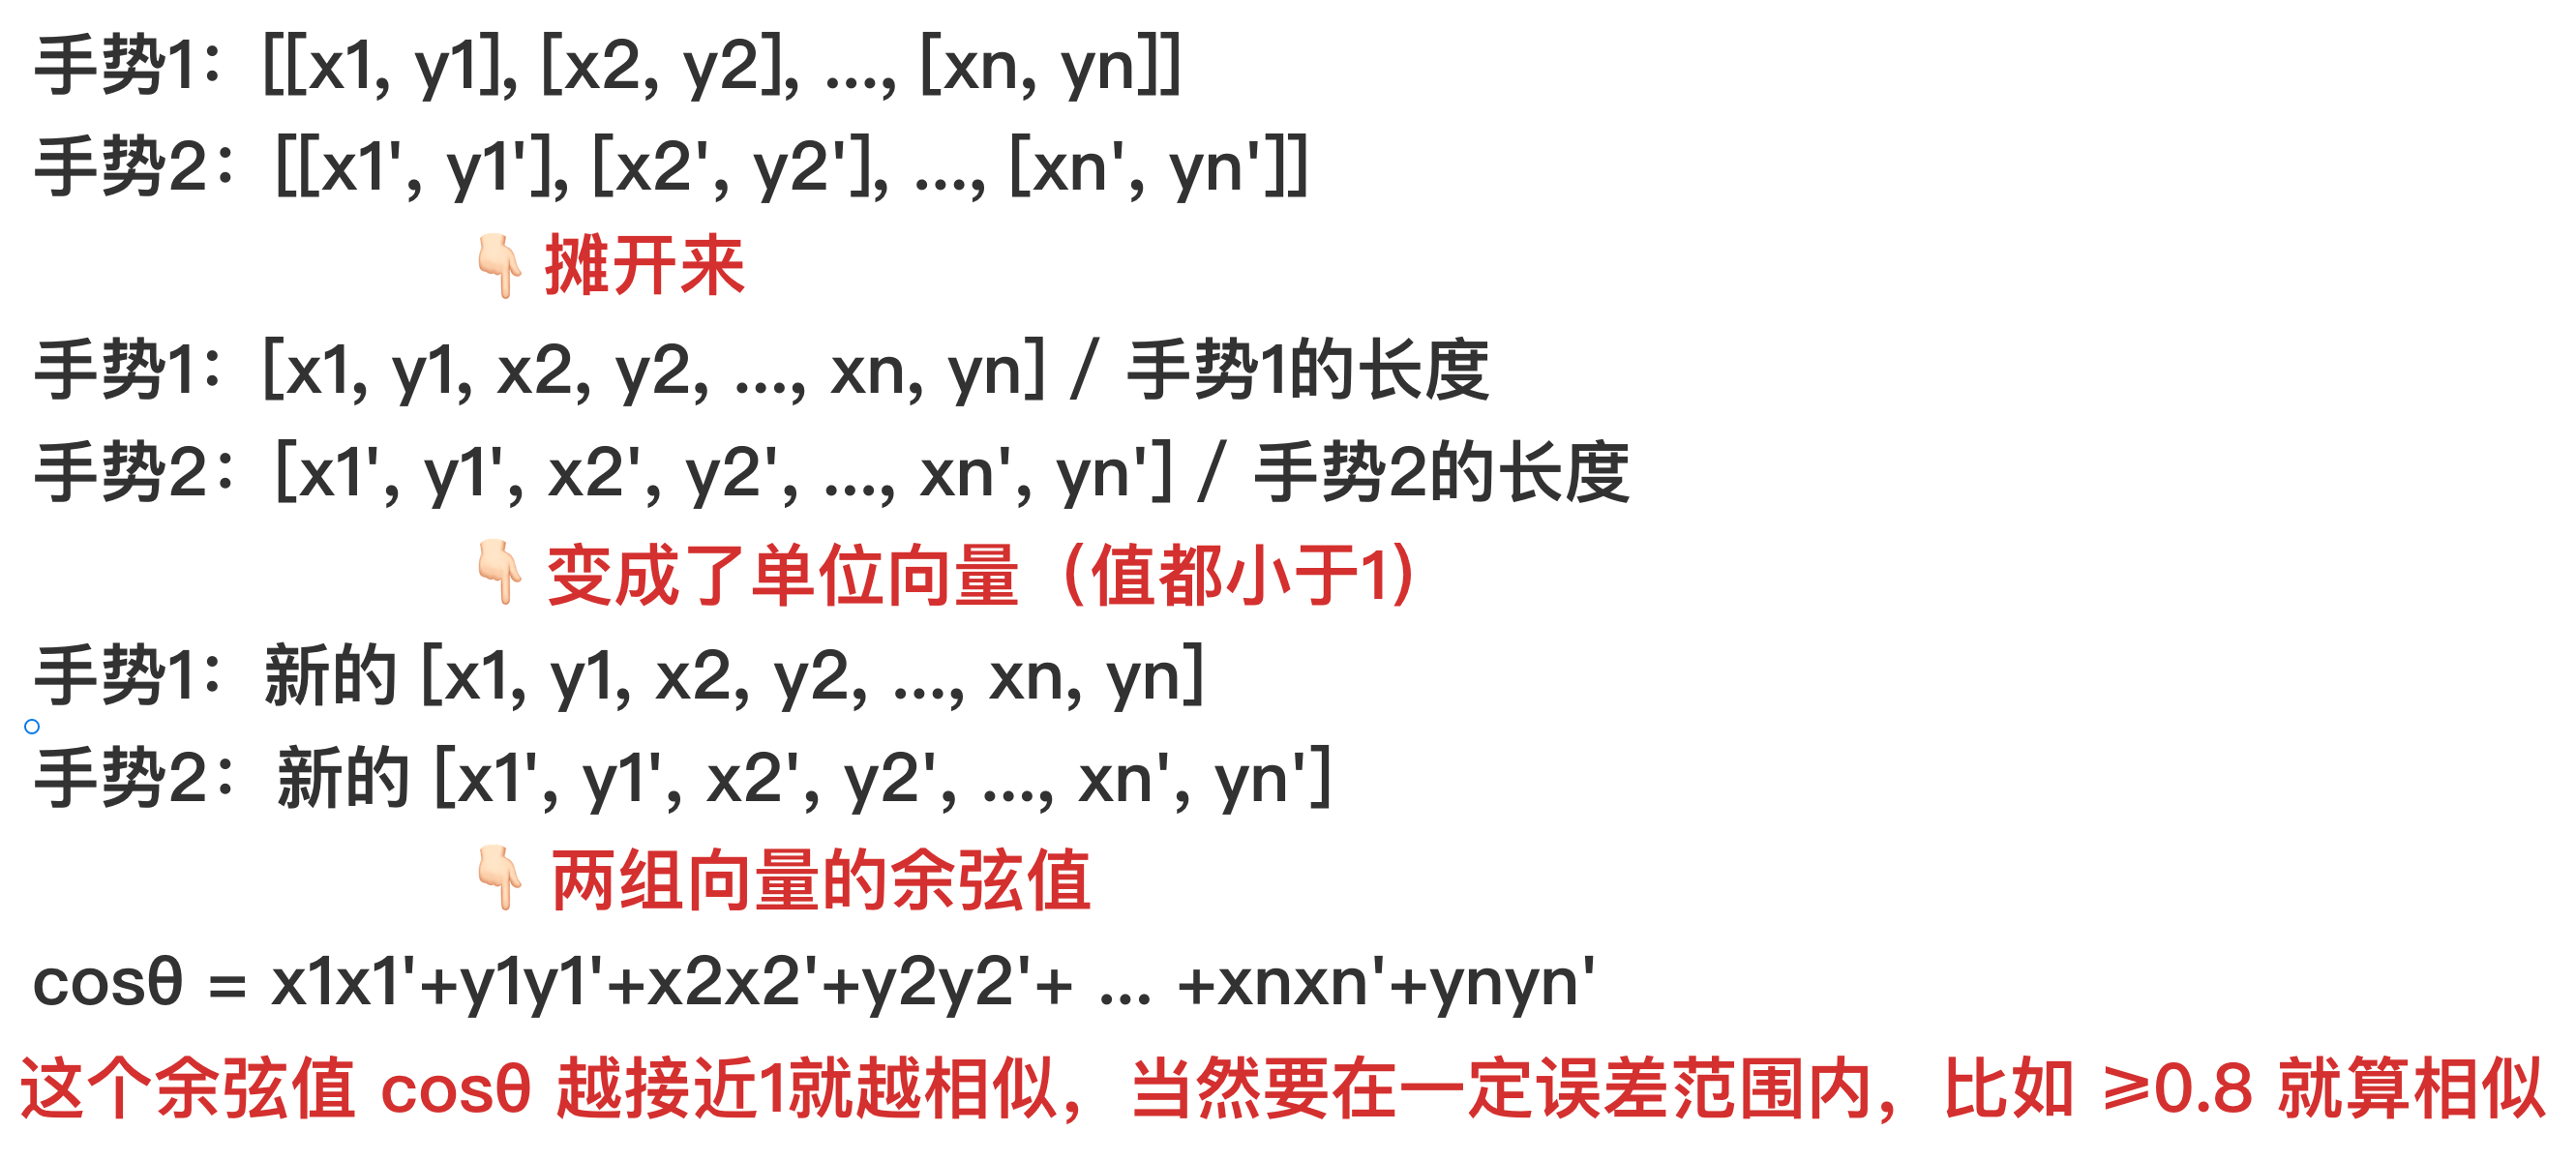 手势1：[[x1, y1], [x2, y2], ..., [xn, yn]]
手势2：[[x1', y1'], [x2', y2'], ..., [xn', yn']]
👇🏻 摊开来
手势1：[x1, y1, x2, y2, ..., xn, yn] / 手势1的长度
手势2：[x1', y1', x2', y2', ..., xn', yn'] / 手势2的长度
👇🏻 变成了单位向量（值都小于1）
手势1：新的 [x1, y1, x2, y2, ..., xn, yn]
手势2：新的 [x1', y1', x2', y2', ..., xn', yn']
👇🏻 两组向量的余弦值
cosθ = x1x1'+y1y1'+x2x2'+y2y2'+ ... +xnxn'+ynyn'
这个余弦值 cosθ 越接近1就越相似，当然要在一定误差范围内，比如 ⩾0.8 就算相似